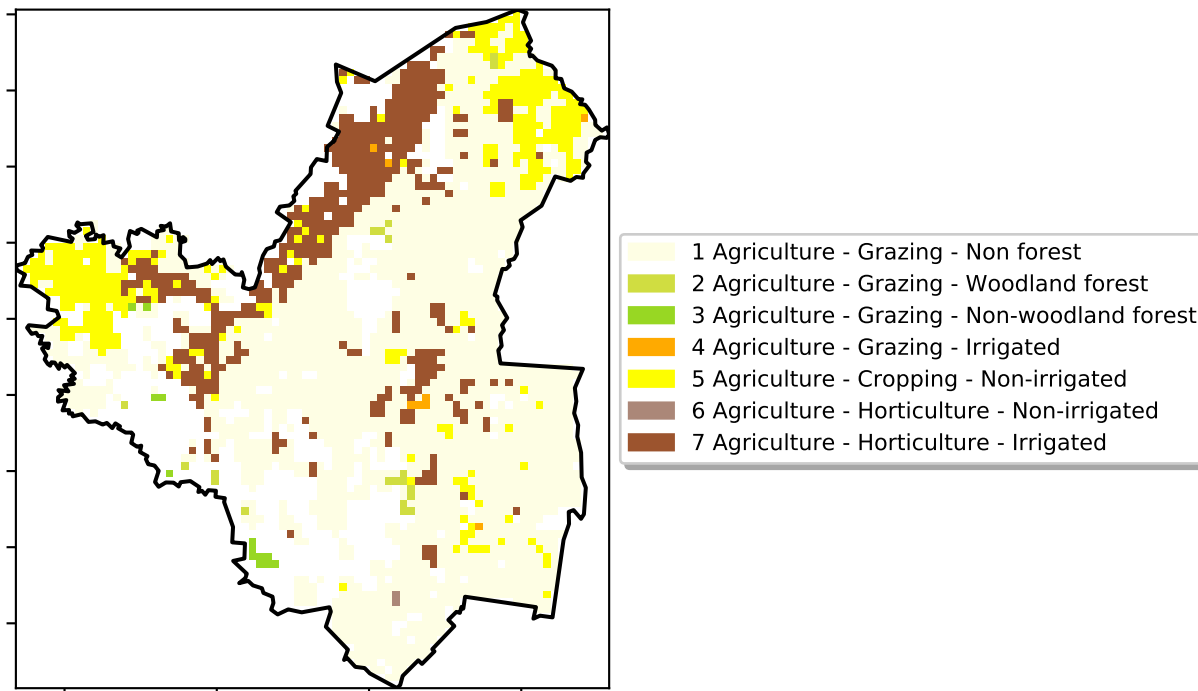 1 Agriculture - Grazing - Non forest
2 Agriculture - Grazing - Woodland forest
3 Agriculture - Grazing - Non-woodland forest
4 Agriculture - Grazing - Irrigated
5 Agriculture - Cropping - Non-irrigated
6 Agriculture - Horticulture - Non-irrigated
7 Agriculture - Horticulture - Irrigated